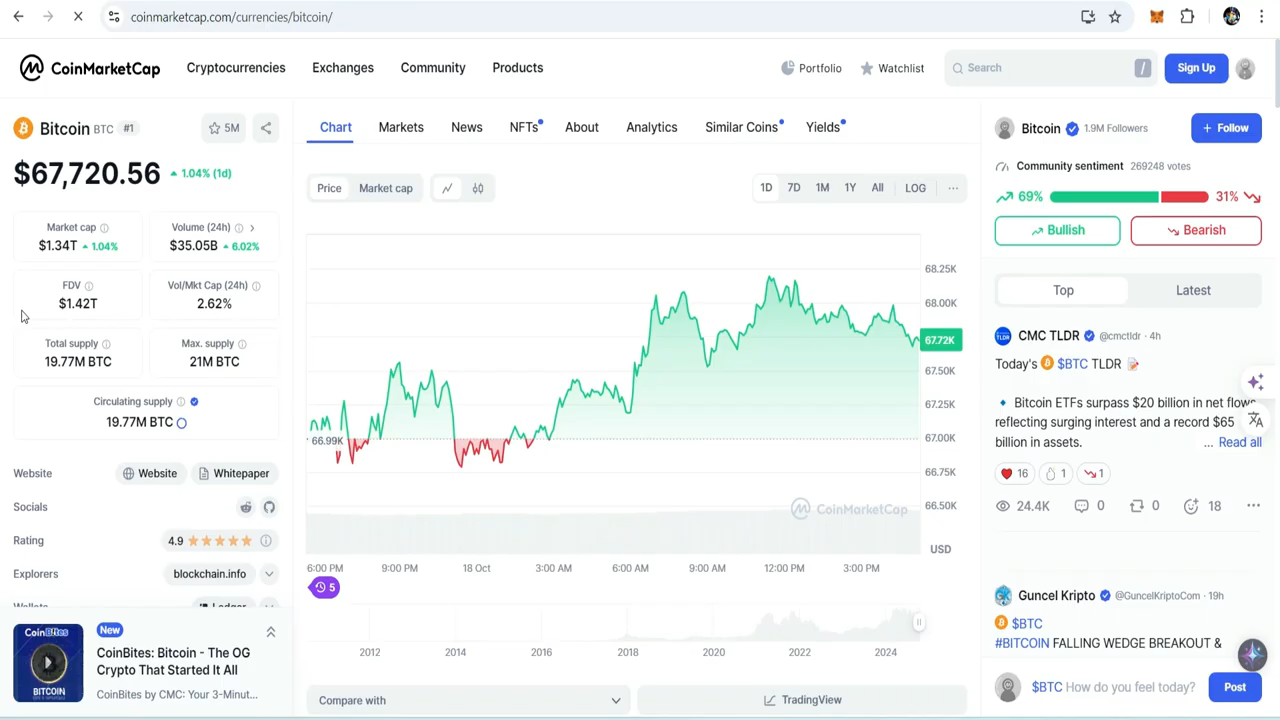 coinmarketcap.com/currencies/bitcoin/
CoinMarketCap Cryptocurrencies Exchanges Community Products Portfolio Watchlist Search / Sign Up
Bitcoin BTC #1 5M
$67,720.56 1.04% (1d)
Market cap Volume (24h)
$1.34T 1.04% $35.05B 6.02%
FDV Vol/Mkt Cap (24h)
$1.42T 2.62%
Total supply Max. supply
19.77M BTC 21M BTC
Circulating supply
19.77M BTC
Website Website Whitepaper
Socials
Rating 4.9
Explorers blockchain.info
Wallets Ledger
CoinBites
BITCOIN
New
CoinBites: Bitcoin - The OG
Crypto That Started It All
CoinBites by CMC: Your 3-Minut...
Chart Markets News NFTs About Analytics Similar Coins Yields
Price Market cap 1D 7D 1M 1Y All LOG ...
68.25K
68.00K
67.72K
67.50K
67.25K
67.00K
66.99K
66.75K
66.50K
CoinMarketCap
USD
6:00 PM 9:00 PM 18 Oct 3:00 AM 6:00 AM 9:00 AM 12:00 PM 3:00 PM
5
2012 2014 2016 2018 2020 2022 2024
Compare with TradingView
Bitcoin 1.9M Followers + Follow
Community sentiment 269248 votes
69% 31%
Bullish Bearish
Top Latest
CMC TLDR @cmctldr · 4h
Today's $BTC TLDR
Bitcoin ETFs surpass $20 billion in net flows,
reflecting surging interest and a record $65
billion in assets. ... Read all
16 1 1
24.4K 0 0 18 ...
Guncel Kripto @GuncelKriptoCom · 19h
$BTC
#BITCOIN FALLING WEDGE BREAKOUT &
$BTC How do you feel today? Post